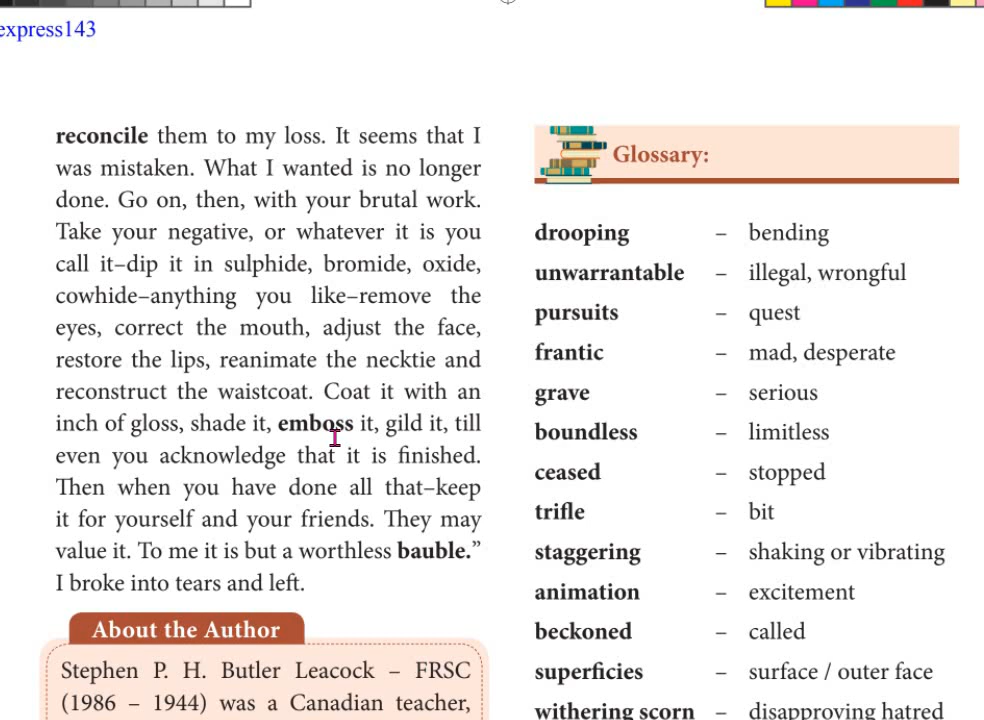 express143
reconcile them to my loss. It seems that I
was mistaken. What I wanted is no longer
done. Go on, then, with your brutal work.
Take your negative, or whatever it is you
call it–dip it in sulphide, bromide, oxide,
cowhide–anything you like–remove the
eyes, correct the mouth, adjust the face,
restore the lips, reanimate the necktie and
reconstruct the waistcoat. Coat it with an
inch of gloss, shade it, emboss it, gild it, till
even you acknowledge that it is finished.
Then when you have done all that–keep
it for yourself and your friends. They may
value it. To me it is but a worthless bauble.”
I broke into tears and left.
About the Author
Stephen P. H. Butler Leacock – FRSC
(1986 – 1944) was a Canadian teacher,
Glossary:
drooping – bending
unwarrantable – illegal, wrongful
pursuits – quest
frantic – mad, desperate
grave – serious
boundless – limitless
ceased – stopped
trifle – bit
staggering – shaking or vibrating
animation – excitement
beckoned – called
superficies – surface / outer face
withering scorn – disapproving hatred